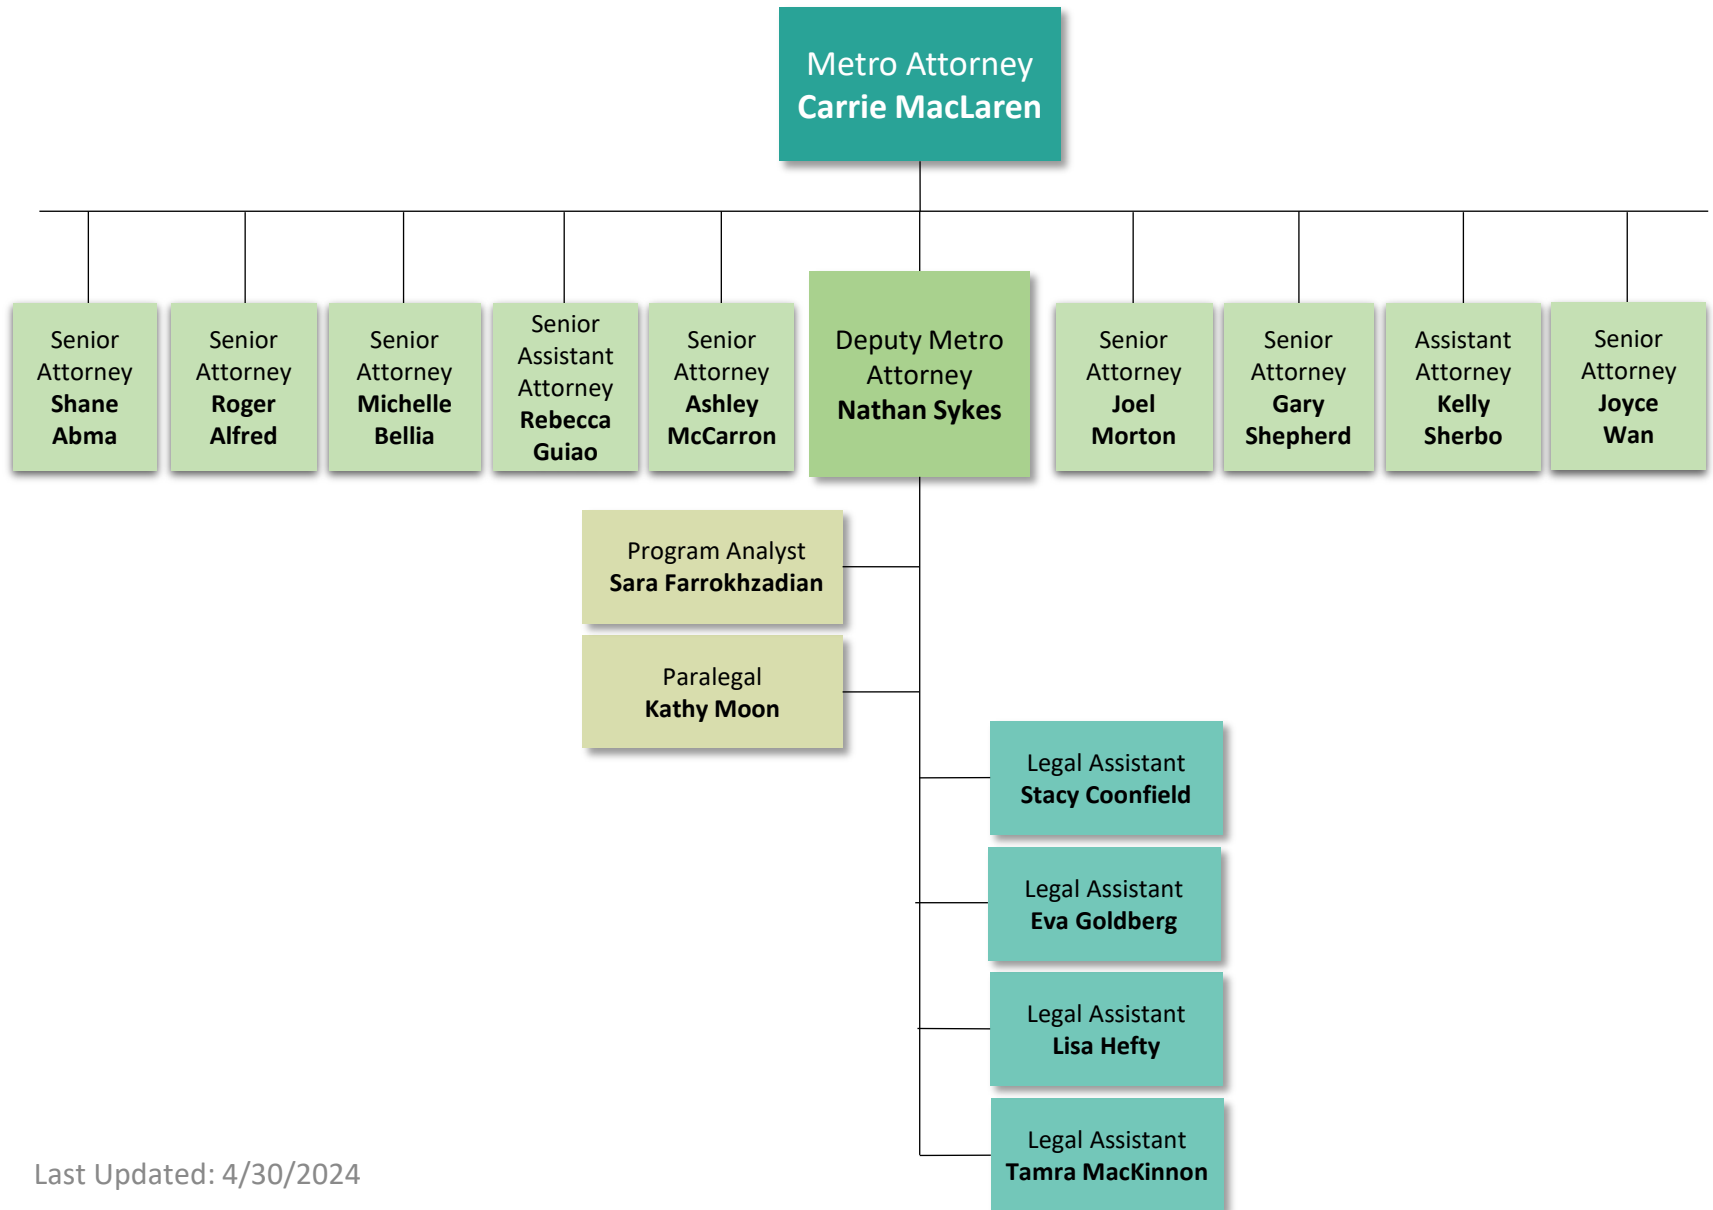 Metro Attorney
Carrie MacLaren
Senior
Attorney
Shane
Abma
Senior
Attorney
Roger
Alfred
Senior
Attorney
Michelle
Bellia
Senior
Assistant
Attorney
Rebecca
Guiao
Senior
Attorney
Ashley
McCarron
Deputy Metro
Attorney
Nathan Sykes
Senior
Attorney
Joel
Morton
Senior
Attorney
Gary
Shepherd
Assistant
Attorney
Kelly
Sherbo
Senior
Attorney
Joyce
Wan
Program Analyst
Sara Farrokhzadian
Paralegal
Kathy Moon
Legal Assistant
Stacy Coonfield
Legal Assistant
Eva Goldberg
Legal Assistant
Lisa Hefty
Legal Assistant
Tamra MacKinnon
Last Updated: 4/30/2024